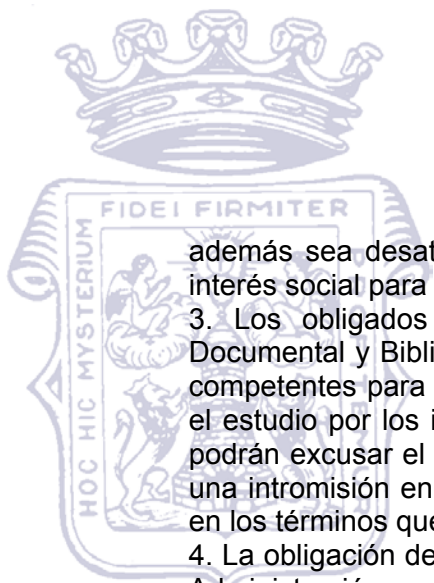 FIDEI FIRMITER
HOC HIC MYSTERIUM
además sea desat
interés social para
3. Los obligados
Documental y Bibli
competentes para
el estudio por los i
podrán excusar el
una intromisión en
en los términos que
4. La obligación de